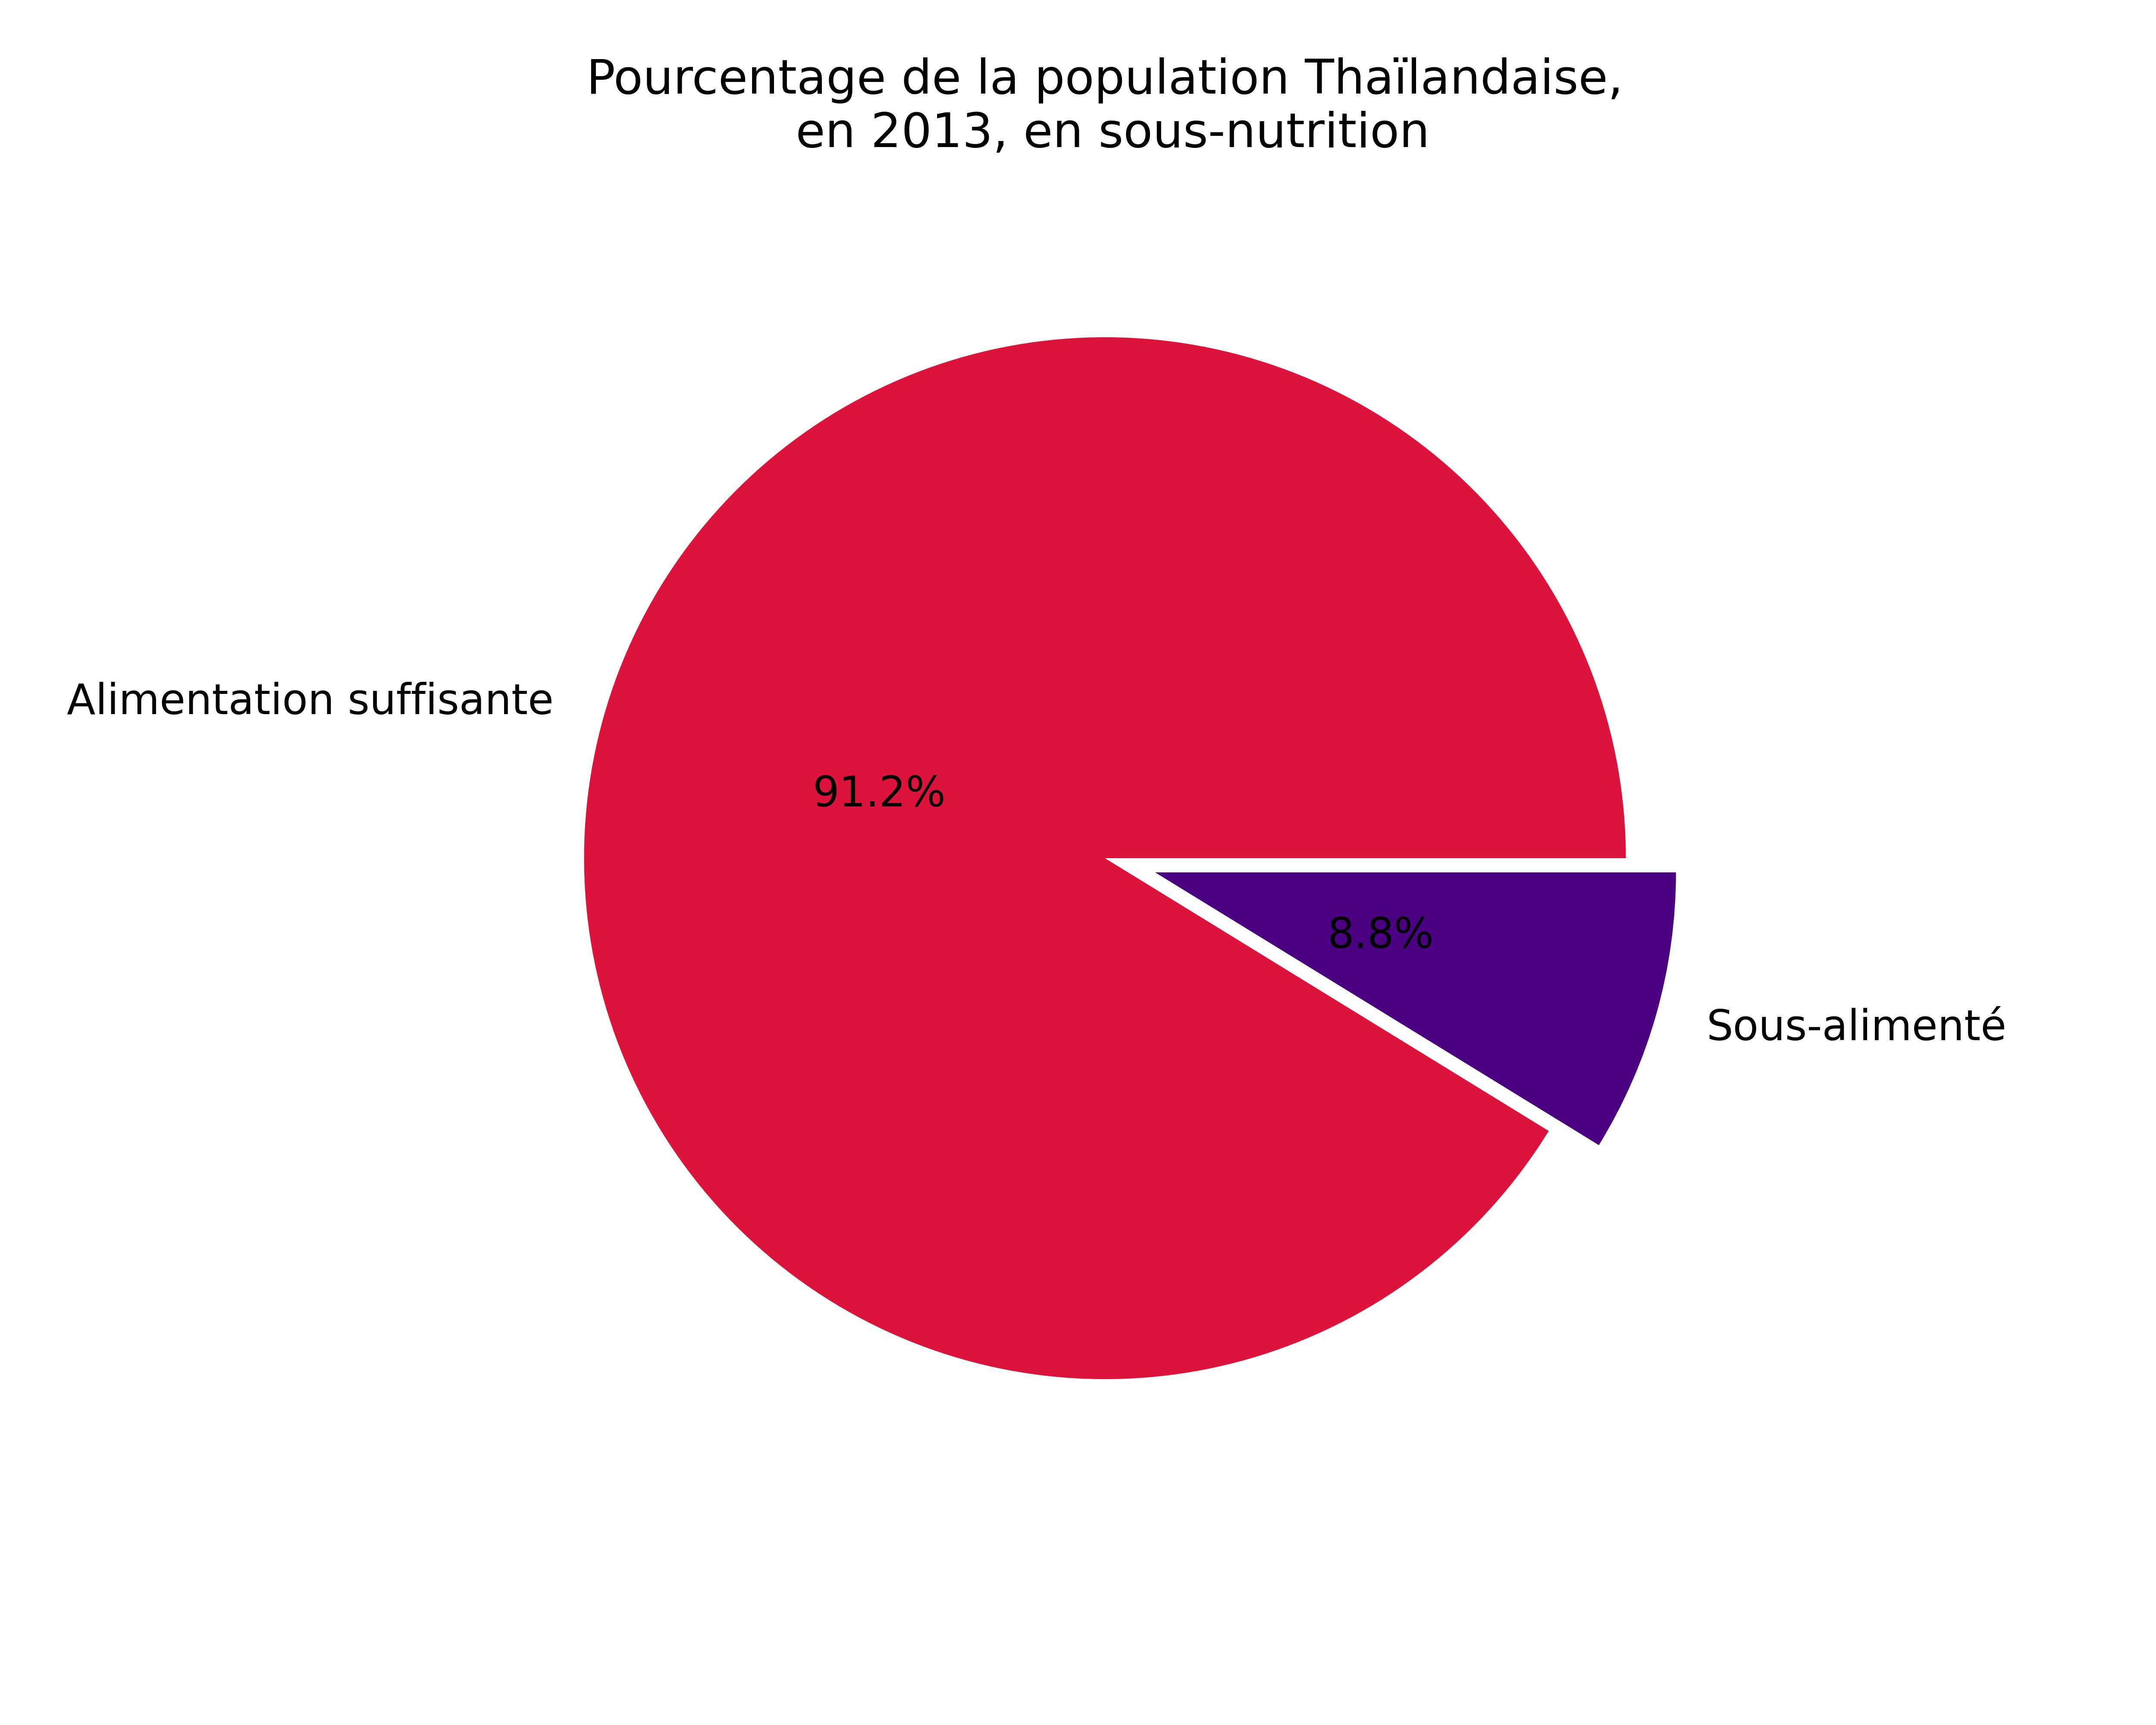 Pourcentage de la population Thaïlandaise,
en 2013, en sous-nutrition
Alimentation suffisante
91.2%
8.8%
Sous-alimenté